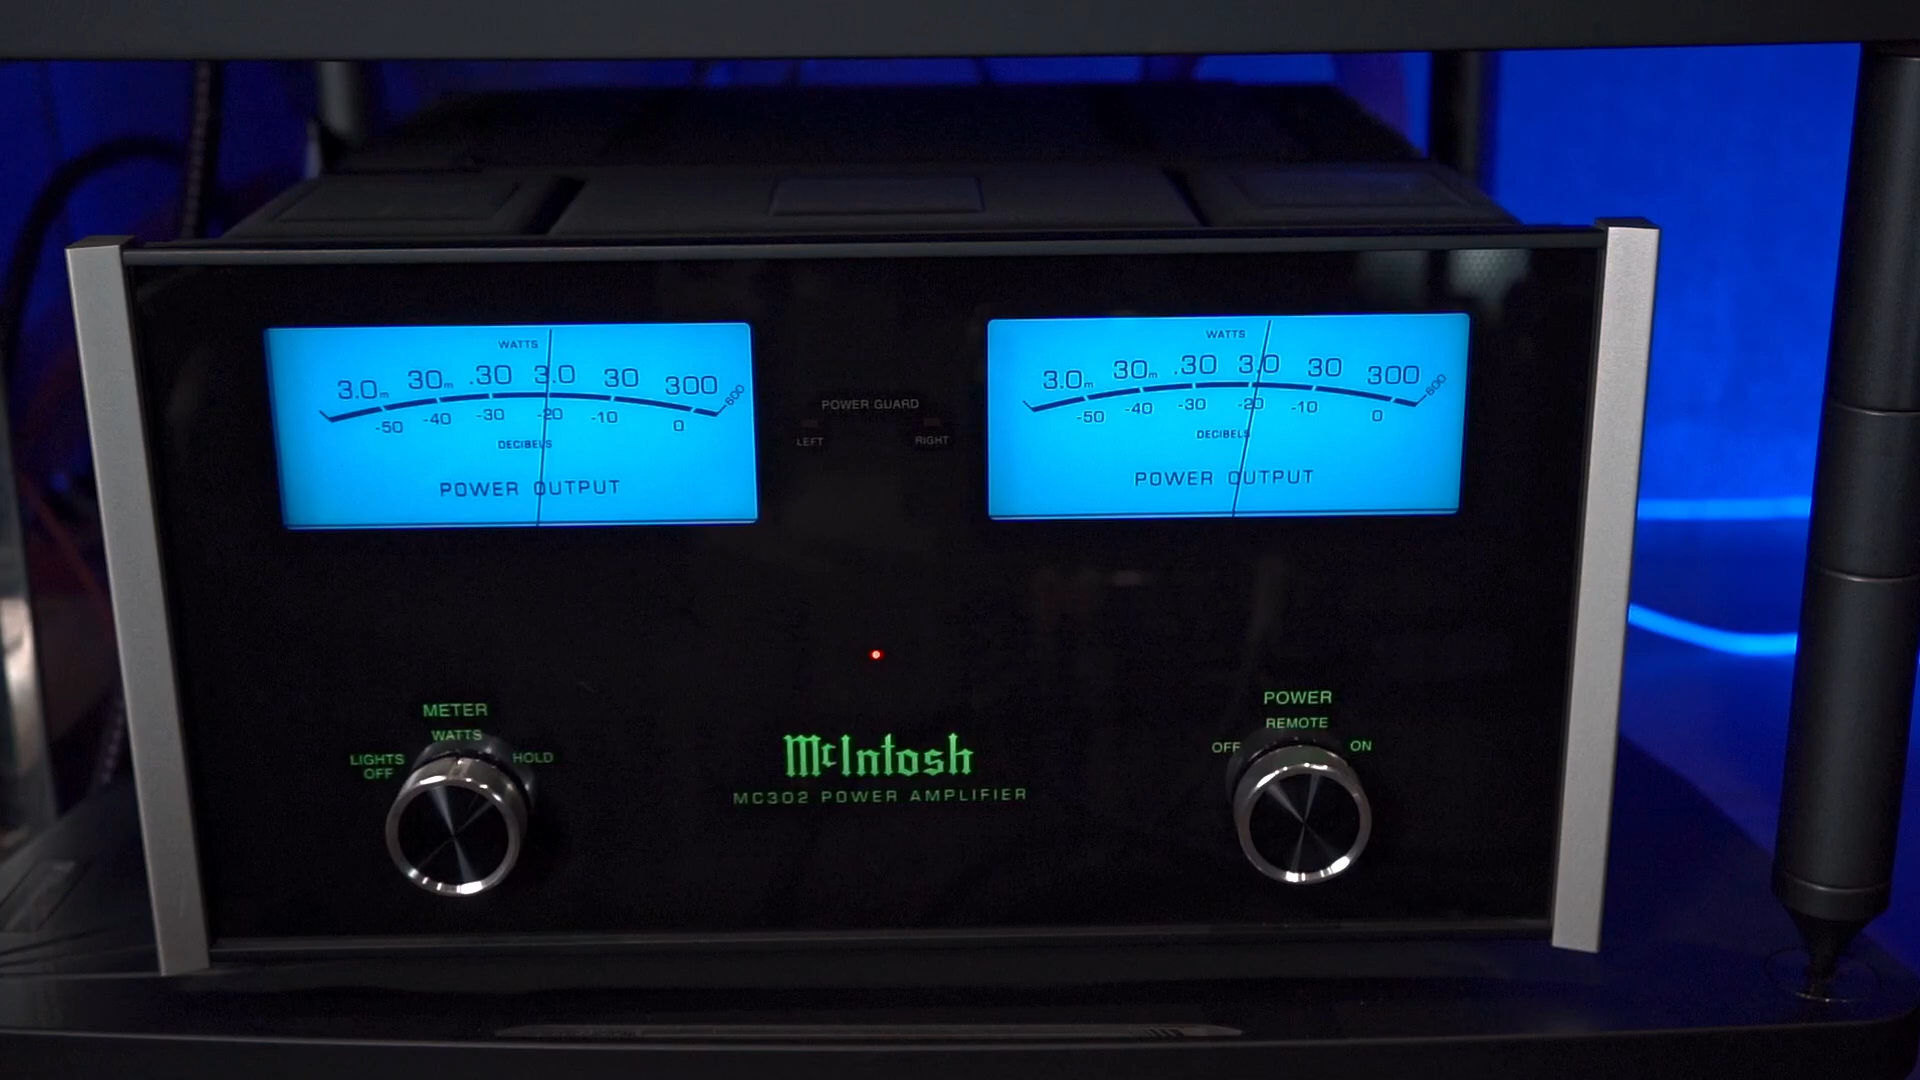 WATTS
3.0m 30m .30 3.0 30 300 600
-50 -40 -30 -20 -10 0
DECIBELS
POWER OUTPUT
POWER GUARD
LEFT RIGHT
WATTS
3.0m 30m .30 3.0 30 300 600
-50 -40 -30 -20 -10 0
DECIBELS
POWER OUTPUT
METER
WATTS
LIGHTS OFF
HOLD
McIntosh
MC302 POWER AMPLIFIER
POWER
REMOTE
OFF ON